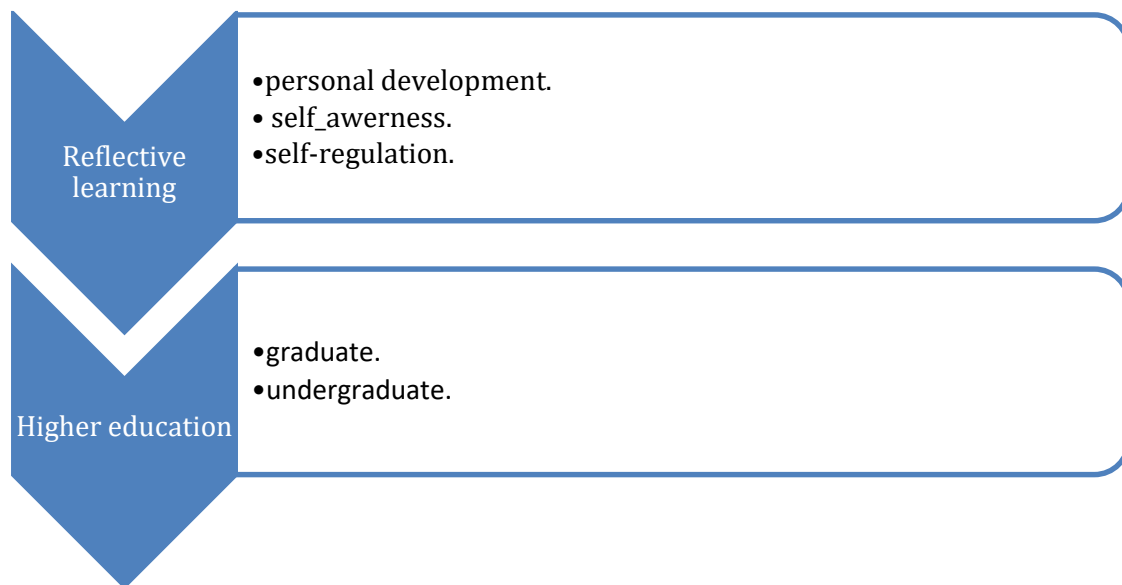 Reflective
learning
•personal development.
• self_awerness.
•self-regulation.
Higher education
•graduate.
•undergraduate.